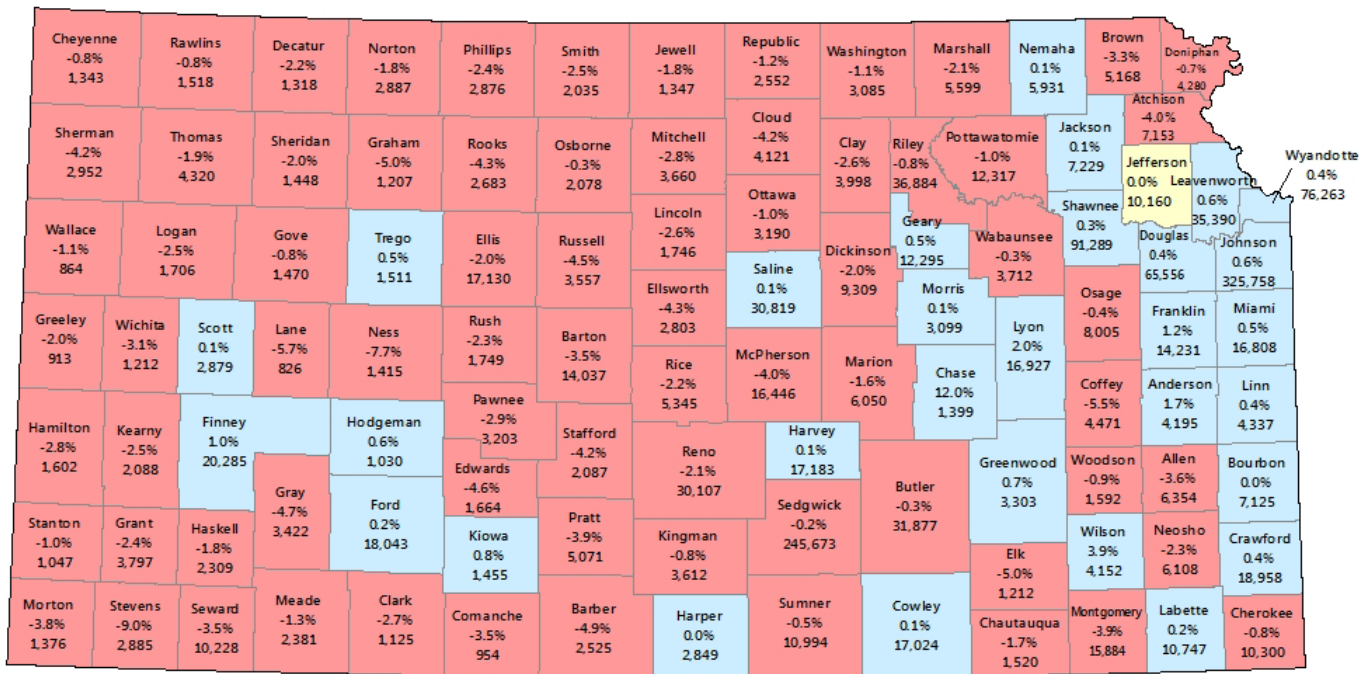 Cheyenne
-0.8%
1,343
Rawlins
-0.8%
1,518
Decatur
-2.2%
1,318
Norton
-1.8%
2,887
Phillips
-2.4%
2,876
Smith
-2.5%
2,035
Jewell
-1.8%
1,347
Republic
-1.2%
2,552
Washington
-1.1%
3,085
Marshall
-2.1%
5,599
Nemaha
0.1%
5,931
Brown
-3.3%
5,168
Doniphan
-0.7%
4,280
Atchison
-4.0%
7,153
Sherman
-4.2%
2,952
Thomas
-1.9%
4,320
Sheridan
-2.0%
1,448
Graham
-5.0%
1,207
Rooks
-4.3%
2,683
Osborne
-0.3%
2,078
Mitchell
-2.8%
3,660
Cloud
-4.2%
4,121
Clay
-2.6%
3,998
Riley
-0.8%
36,884
Pottawatomie
-1.0%
12,317
Jackson
0.1%
7,229
Jefferson
0.0%
10,160
Leavenworth
0.6%
35,390
Wyandotte
0.4%
76,263
Ottawa
-1.0%
3,190
Wallace
-1.1%
864
Logan
-2.5%
1,706
Gove
-0.8%
1,470
Trego
0.5%
1,511
Ellis
-2.0%
17,130
Russell
-4.5%
3,557
Lincoln
-2.6%
1,746
Saline
0.1%
30,819
Dickinson
-2.0%
9,309
Geary
0.5%
12,295
Wabaunsee
-0.3%
3,712
Shawnee
0.3%
91,289
Douglas
0.4%
65,556
Johnson
0.6%
325,758
Ellsworth
-4.3%
2,803
Morris
0.1%
3,099
Osage
-0.4%
8,005
Franklin
1.2%
14,231
Miami
0.5%
16,808
Greeley
-2.0%
913
Wichita
-3.1%
1,212
Scott
0.1%
2,879
Lane
-5.7%
826
Ness
-7.7%
1,415
Rush
-2.3%
1,749
Barton
-3.5%
14,037
Rice
-2.2%
5,345
McPherson
-4.0%
16,446
Marion
-1.6%
6,050
Chase
12.0%
1,399
Lyon
2.0%
16,927
Coffey
-5.5%
4,471
Anderson
1.7%
4,195
Linn
0.4%
4,337
Hamilton
-2.8%
1,602
Kearny
-2.5%
2,088
Finney
1.0%
20,285
Hodgeman
0.6%
1,030
Pawnee
-2.9%
3,203
Stafford
-4.2%
2,087
Reno
-2.1%
30,107
Harvey
0.1%
17,183
Butler
-0.3%
31,877
Greenwood
0.7%
3,303
Woodson
-0.9%
1,592
Allen
-3.6%
6,354
Bourbon
0.0%
7,125
Gray
-4.7%
3,422
Ford
0.2%
18,043
Edwards
-4.6%
1,664
Pratt
-3.9%
5,071
Sedgwick
-0.2%
245,673
Stanton
-1.0%
1,047
Grant
-2.4%
3,797
Haskell
-1.8%
2,309
Kiowa
0.8%
1,455
Kingman
-0.8%
3,612
Elk
-5.0%
1,212
Wilson
3.9%
4,152
Neosho
-2.3%
6,108
Crawford
0.4%
18,958
Morton
-3.8%
1,376
Stevens
-9.0%
2,885
Seward
-3.5%
10,228
Meade
-1.3%
2,381
Clark
-2.7%
1,125
Comanche
-3.5%
954
Barber
-4.9%
2,525
Harper
0.0%
2,849
Sumner
-0.5%
10,994
Cowley
0.1%
17,024
Chautauqua
-1.7%
1,520
Montgomery
-3.9%
15,884
Labette
0.2%
10,747
Cherokee
-0.8%
10,300